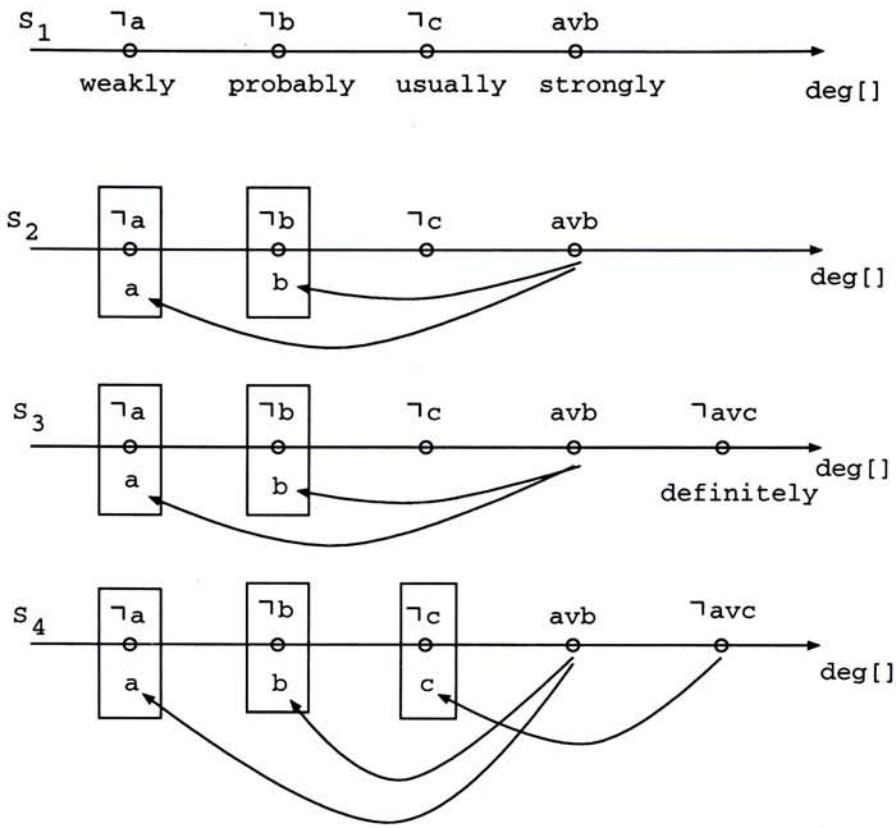 S1 ¬a ¬b ¬c avb
weakly probably usually strongly deg[]
S2 ¬a ¬b ¬c avb
a b deg[]
S3 ¬a ¬b ¬c avb ¬avc
a b definitely deg[]
S4 ¬a ¬b ¬c avb ¬avc
a b c deg[]